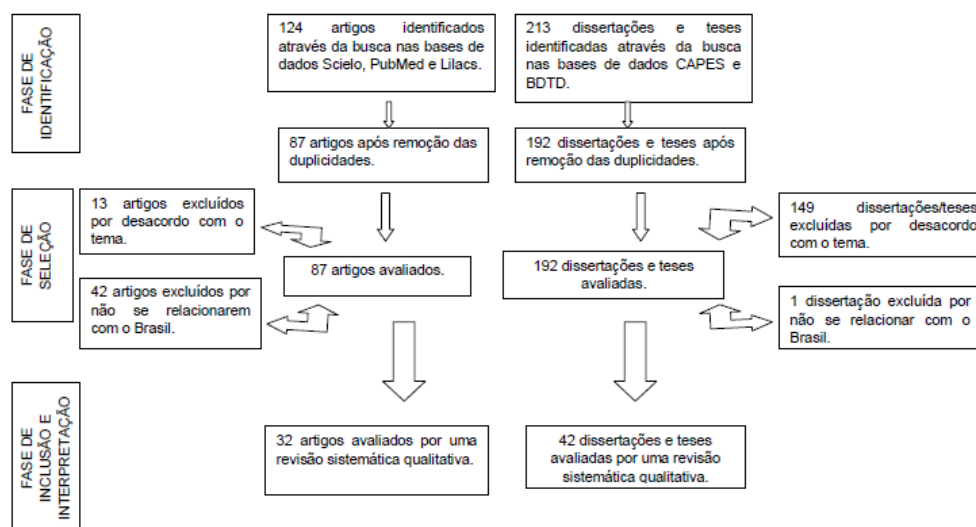 FASE DE
IDENTIFICAÇÃO
124 artigos identificados
através da busca nas bases de
dados Scielo, PubMed e Lilacs.
213 dissertações e teses
identificadas através da busca
nas bases de dados CAPES e
BDTD.
87 artigos após remoção das
duplicidades.
192 dissertações e teses após
remoção das duplicidades.
FASE DE
SELEÇÃO
13 artigos excluídos
por desacordo com o
tema.
149 dissertações/teses
excluídas por desacordo
com o tema.
87 artigos avaliados.
192 dissertações e teses
avaliadas.
42 artigos excluídos por
não se relacionarem
com o Brasil.
1 dissertação excluída por
não se relacionar com o
Brasil.
FASE DE
INCLUSÃO E
INTERPRETAÇÃO
32 artigos avaliados por uma
revisão sistemática qualitativa.
42 dissertações e teses
avaliadas por uma revisão
sistemática qualitativa.